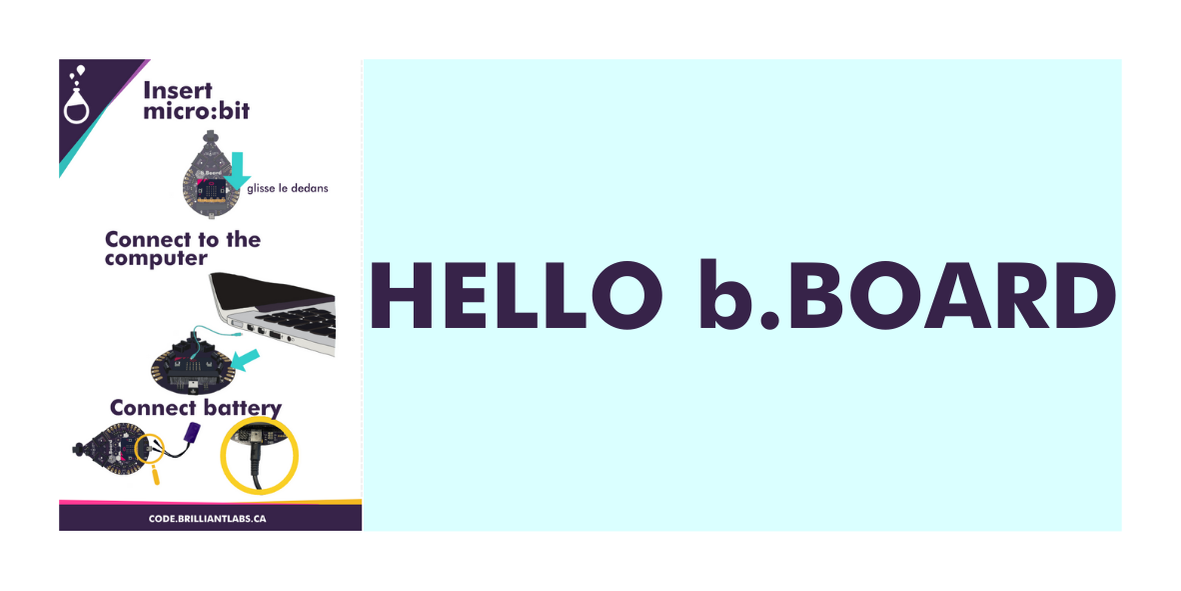 Insert
micro:bit
b.Board
glisse le dedans
Connect to the
computer
Connect battery
CODE.BRILLIANTLABS.CA
HELLO b.BOARD